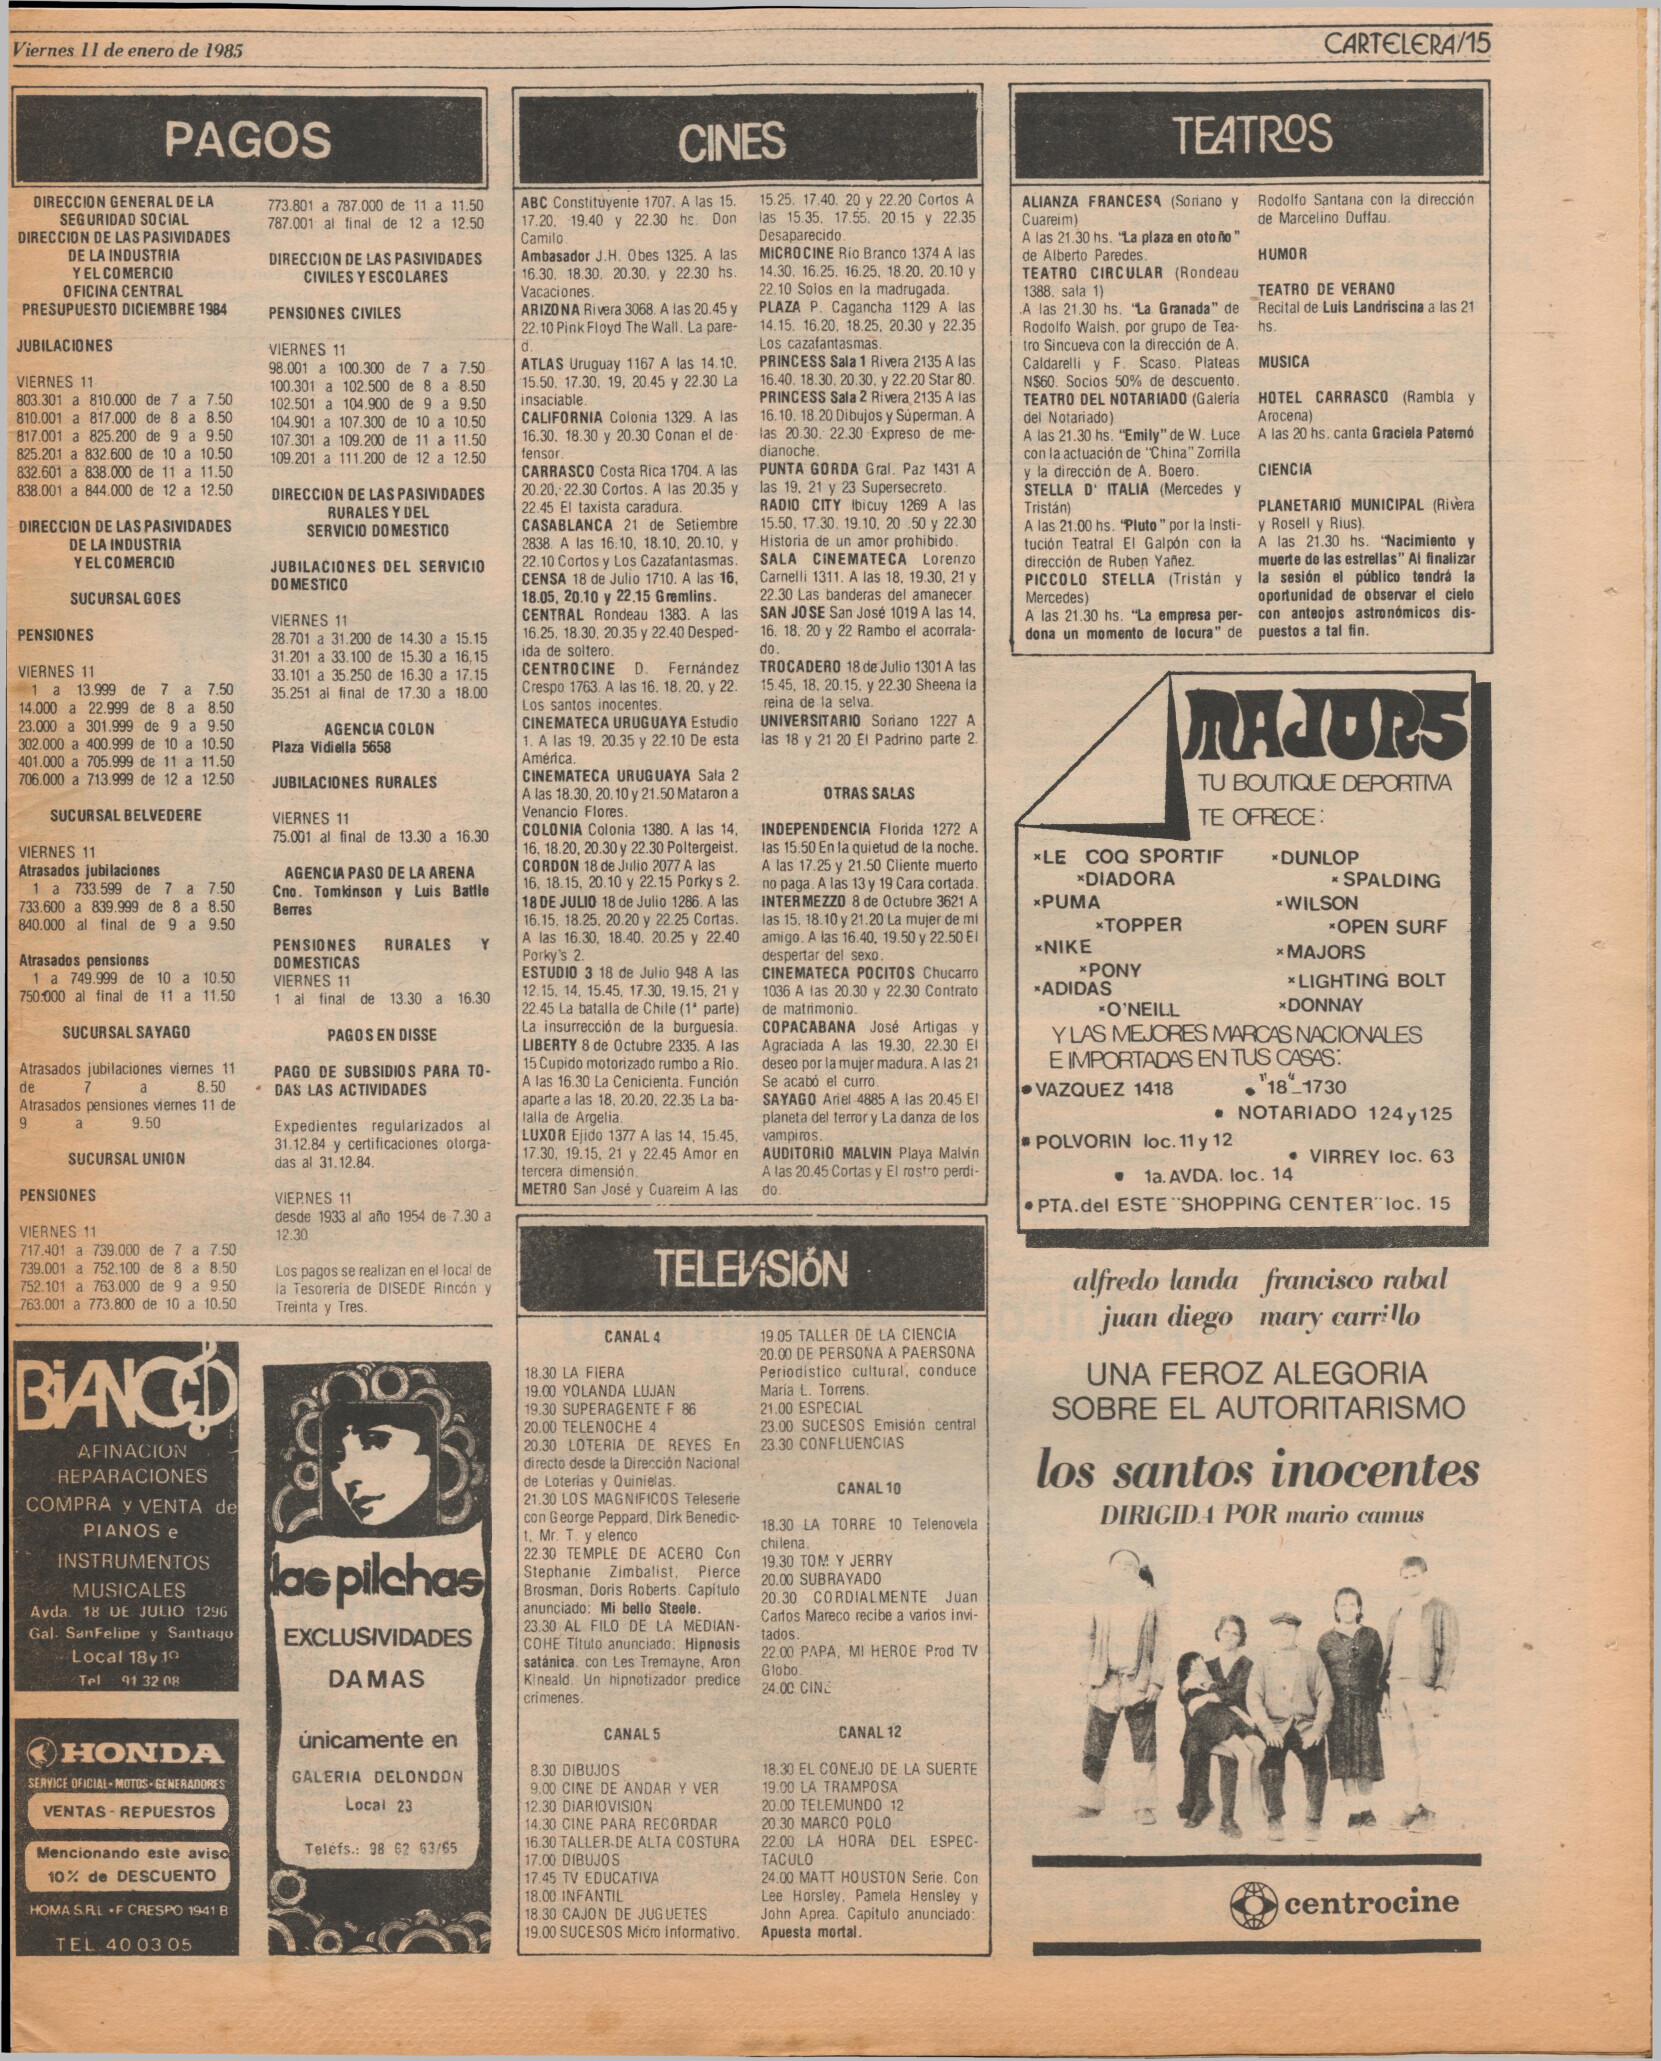 Viernes 11 de enero de 1985
CARTELERA/15
PAGOS
DIRECCION GENERAL DE LA
SEGURIDAD SOCIAL
DIRECCION DE LAS PASIVIDADES
DE LA INDUSTRIA
Y EL COMERCIO
OFICINA CENTRAL
PRESUPUESTO DICIEMBRE 1984
JUBILACIONES
VIERNES 11
803.301 a 810.000 de 7 a 7.50
810.001 a 817.000 de 8 a 8.50
817.001 a 825.200 de 9 a 9.50
825.201 a 832.600 de 10 a 10.50
832.601 a 838.000 de 11 a 11.50
838.001 a 844.000 de 12 a 12.50
DIRECCION DE LAS PASIVIDADES
DE LA INDUSTRIA
Y EL COMERCIO
SUCURSAL GOES
PENSIONES
VIERNES 11
1 a 13.999 de 7 a 7.50
14.000 a 22.999 de 8 a 8.50
23.000 a 301.999 de 9 a 9.50
302.000 a 400.999 de 10 a 10.50
401.000 a 705.999 de 11 a 11.50
706.000 a 713.999 de 12 a 12.50
SUCURSAL BELVEDERE
VIERNES 11
Atrasados jubilaciones
1 a 733.599 de 7 a 7.50
733.600 a 839.999 de 8 a 8.50
840.000 al final de 9 a 9.50
Atrasados pensiones
1 a 749.999 de 10 a 10.50
750.000 al final de 11 a 11.50
SUCURSAL SAYAGO
Atrasados jubilaciones viernes 11
de 7 a 8.50
Atrasados pensiones viernes 11 de
9 a 9.50
SUCURSAL UNION
PENSIONES
VIERNES 11
717.401 a 739.000 de 7 a 7.50
739.001 a 752.100 de 8 a 8.50
752.101 a 763.000 de 9 a 9.50
763.001 a 773.800 de 10 a 10.50
773.801 a 787.000 de 11 a 11.50
787.001 al final de 12 a 12.50
DIRECCION DE LAS PASIVIDADES
CIVILES Y ESCOLARES
PENSIONES CIVILES
VIERNES 11
98.001 a 100.300 de 7 a 7.50
100.301 a 102.500 de 8 a 8.50
102.501 a 104.900 de 9 a 9.50
104.901 a 107.300 de 10 a 10.50
107.301 a 109.200 de 11 a 11.50
109.201 a 111.200 de 12 a 12.50
DIRECCION DE LAS PASIVIDADES
RURALES Y DEL
SERVICIO DOMESTICO
JUBILACIONES DEL SERVICIO
DOMESTICO
VIERNES 11
28.701 a 31.200 de 14.30 a 15.15
31.201 a 33.100 de 15.30 a 16.15
33.101 a 35.250 de 16.30 a 17.15
35.251 al final de 17.30 a 18.00
AGENCIA COLON
Plaza Vidiella 5658
JUBILACIONES RURALES
VIERNES 11
75.001 al final de 13.30 a 16.30
AGENCIA PASO DE LA ARENA
Cno. Tomkinson y Luis Batlle
Berres
PENSIONES RURALES Y
DOMESTICAS
VIERNES 11
1 al final de 13.30 a 16.30
PAGOS EN DISSE
PAGO DE SUBSIDIOS PARA TO-
DAS LAS ACTIVIDADES
Expedientes regularizados al
31.12.84 y certificaciones otorga-
das al 31.12.84.
VIERNES 11
desde 1933 al año 1954 de 7.30 a
12.30
Los pagos se realizan en el local de
la Tesorería de DISEDE Rincón y
Treinta y Tres.
BIANCO
AFINACION
REPARACIONES
COMPRA y VENTA de
PIANOS e
INSTRUMENTOS
MUSICALES
Avda. 18 DE JULIO 1296
Gal. SanFelipe y Santiago
Local 18 y 19
Tel 91 32 08
HONDA
SERVICE OFICIAL-MOTOS-GENERADORES
VENTAS - REPUESTOS
Mencionando este aviso
10% de DESCUENTO
HOMA S.R.L. • F CRESPO 1941 B
TEL. 40 03 05
las pilchas
EXCLUSIVIDADES
DAMAS
únicamente en
GALERIA DELONDON
Local 23
Teléfs.: 98 62 63/65
CINES
ABC Constituyente 1707. A las 15.
17.20, 19.40 y 22.30 hs. Don
Camilo
Ambasador J.H. Obes 1325. A las
16.30, 18.30, 20.30, y 22.30 hs.
Vacaciones.
ARIZONA Rivera 3068. A las 20.45 y
22.10 Pink Floyd The Wall. La pare-
d.
ATLAS Uruguay 1167 A las 14.10.
15.50, 17.30, 19, 20.45 y 22.30 La
insaciable.
CALIFORNIA Colonia 1329. A las
16.30, 18.30 y 20.30 Conan el de-
fensor.
CARRASCO Costa Rica 1704. A las
20.20, 22.30 Cortos. A las 20.35 y
22.45 El taxista caradura.
CASABLANCA 21 de Setiembre
2838. A las 16.10, 18.10, 20.10, y
22.10 Cortos y Los Cazafantasmas.
CENSA 18 de Julio 1710. A las 16,
18.05, 20.10 y 22.15 Gremlins.
CENTRAL Rondeau 1383. A las
16.25, 18.30, 20.35 y 22.40 Desped-
ida de soltero.
CENTROCINE D. Fernández
Crespo 1763. A las 16, 18, 20, y 22.
Los santos inocentes.
CINEMATECA URUGUAYA Estudio
1. A las 19, 20.35 y 22.10 De esta
América.
CINEMATECA URUGUAYA Sala 2
A las 18.30, 20.10 y 21.50 Mataron a
Venancio Flores.
COLONIA Colonia 1380. A las 14,
16, 18.20, 20.30 y 22.30 Poltergeist.
CORDON 18 de Julio 2077 A las
16, 18.15, 20.10 y 22.15 Porkys 2.
18 DE JULIO 18 de Julio 1286. A las
16.15, 18.25, 20.20 y 22.25 Cortas.
A las 16.30, 18.40, 20.25 y 22.40
Porky's 2.
ESTUDIO 3 18 de Julio 948 A las
12.15, 14, 15.45, 17.30, 19.15, 21 y
22.45 La batalla de Chile (1ª parte)
La insurrección de la burguesía.
LIBERTY 8 de Octubre 2335. A las
15 Cupido motorizado rumbo a Río.
A las 16.30 La Cenicienta. Función
aparte a las 18, 20.20, 22.35 La ba-
talla de Argelia.
LUXOR Ejido 1377 A las 14, 15.45,
17.30, 19.15, 21 y 22.45 Amor en
tercera dimensión.
METRO San José y Cuareim A las
15.25, 17.40, 20 y 22.20 Cortos A
las 15.35, 17.55, 20.15 y 22.35
Desaparecido.
MICROCINE Río Branco 1374 A las
14.30, 16.25, 16.25, 18.20, 20.10 y
22.10 Solos en la madrugada.
PLAZA P. Cagancha 1129 A las
14.15, 16.20, 18.25, 20.30 y 22.35
Los cazafantasmas.
PRINCESS Sala 1 Rivera 2135 A las
16.40, 18.30, 20.30, y 22.20 Star 80.
PRINCESS Sala 2 Rivera 2135 A las
16.10, 18.20 Dibujos y Súperman. A
las 20.30, 22.30 Expreso de me-
dianoche.
PUNTA GORDA Gral. Paz 1431 A
las 19, 21 y 23 Supersecreto.
RADIO CITY Ibicuy 1269 A las
15.50, 17.30, 19.10, 20 .50 y 22.30
Historia de un amor prohibido.
SALA CINEMATECA Lorenzo
Carnelli 1311. A las 18, 19.30, 21 y
22.30 Las banderas del amanecer
SAN JOSE San José 1019 A las 14,
16, 18, 20 y 22 Rambo el acorrala-
do.
TROCADERO 18 de Julio 1301 A las
15.45, 18, 20.15, y 22.30 Sheena la
reina de la selva.
UNIVERSITARIO Soriano 1227 A
las 18 y 21 20 El Padrino parte 2.
OTRAS SALAS
INDEPENDENCIA Florida 1272 A
las 15.50 En la quietud de la noche.
A las 17.25 y 21.50 Cliente muerto
no paga. A las 13 y 19 Cara cortada.
INTERMEZZO 8 de Octubre 3621 A
las 15, 18.10 y 21.20 La mujer de mi
amigo. A las 16.40, 19.50 y 22.50 El
despertar del sexo.
CINEMATECA POCITOS Chucarro
1036 A las 20.30 y 22.30 Contrato
de matrimonio.
COPACABANA José Artigas y
Agraciada A las 19.30, 22.30 El
deseo por la mujer madura. A las 21
Se acabó el curro.
SAYAGO Ariel 4885 A las 20.45 El
planeta del terror y La danza de los
vampiros.
AUDITORIO MALVIN Playa Malvín
A las 20.45 Cortas y El rostro perdi-
do.
TELEVISIÓN
CANAL 4
18.30 LA FIERA
19.00 YOLANDA LUJAN
19.30 SUPERAGENTE F 86
20.00 TELENOCHE 4
20.30 LOTERIA DE REYES En
directo desde la Dirección Nacional
de Loterías y Quinielas.
21.30 LOS MAGNIFICOS Teleserie
con George Peppard, Dirk Benedic-
t, Mr. T. y elenco
22.30 TEMPLE DE ACERO Con
Stephanie Zimbalist, Pierce
Brosman, Doris Roberts. Capítulo
anunciado: Mi bello Steele.
23.30 AL FILO DE LA MEDIAN-
COHE Título anunciado: Hipnosis
satánica. con Les Tremayne, Aron
Kineald. Un hipnotizador predice
crímenes.
CANAL 5
8.30 DIBUJOS
9.00 CINE DE ANDAR Y VER
12.30 DIARIOVISION
14.30 CINE PARA RECORDAR
16.30 TALLER DE ALTA COSTURA
17.00 DIBUJOS
17.45 TV EDUCATIVA
18.00 INFANTIL
18.30 CAJON DE JUGUETES
19.00 SUCESOS Micro Informativo.
19.05 TALLER DE LA CIENCIA
20.00 DE PERSONA A PAERSONA
Periodístico cultural, conduce
María L. Torrens.
21.00 ESPECIAL
23.00 SUCESOS Emisión central
23.30 CONFLUENCIAS
CANAL 10
18.30 LA TORRE 10 Telenovela
chilena.
19.30 TOM Y JERRY
20.00 SUBRAYADO
20.30 CORDIALMENTE Juan
Carlos Mareco recibe a varios invi-
tados.
22.00 PAPA, MI HEROE Prod TV
Globo.
24.00 CINE
CANAL 12
18.30 EL CONEJO DE LA SUERTE
19.00 LA TRAMPOSA
20.00 TELEMUNDO 12
20.30 MARCO POLO
22.00 LA HORA DEL ESPEC-
TACULO
24.00 MATT HOUSTON Serie. Con
Lee Horsley, Pamela Hensley y
John Aprea. Capítulo anunciado:
Apuesta mortal.
TEATROS
ALIANZA FRANCESA (Soriano y
Cuareim)
A las 21.30 hs. "La plaza en otoño"
de Alberto Paredes.
TEATRO CIRCULAR (Rondeau
1388, sala 1)
A las 21.30 hs. "La Granada" de
Rodolfo Walsh, por grupo de Tea-
tro Sincueva con la dirección de A.
Caldarelli y F. Scaso. Plateas
N$60. Socios 50% de descuento.
TEATRO DEL NOTARIADO (Galería
del Notariado)
A las 21.30 hs. "Emily" de W. Luce
con la actuación de "China" Zorrilla
y la dirección de A. Boero.
STELLA D' ITALIA (Mercedes y
Tristán)
A las 21.00 hs. "Pluto" por la Insti-
tución Teatral El Galpón con la
dirección de Ruben Yañez.
PICCOLO STELLA (Tristán y
Mercedes)
A las 21.30 hs. "La empresa per-
dona un momento de locura" de
Rodolfo Santana con la dirección
de Marcelino Duffau.
HUMOR
TEATRO DE VERANO
Recital de Luis Landriscina a las 21
hs.
MUSICA
HOTEL CARRASCO (Rambla y
Arocena)
A las 20 hs. canta Graciela Paternó
CIENCIA
PLANETARIO MUNICIPAL (Rivera
y Rosell y Rius).
A las 21.30 hs. "Nacimiento y
muerte de las estrellas" Al finalizar
la sesión el público tendrá la
oportunidad de observar el cielo
con anteojos astronómicos dis-
puestos a tal fin.
MAJORS
TU BOUTIQUE DEPORTIVA
TE OFRECE:
×LE COQ SPORTIF
×DIADORA
×PUMA
×TOPPER
×NIKE
×PONY
×ADIDAS
×O'NEILL
×DUNLOP
×SPALDING
×WILSON
×OPEN SURF
×MAJORS
×LIGHTING BOLT
×DONNAY
Y LAS MEJORES MARCAS NACIONALES
E IMPORTADAS EN TUS CASAS:
• VAZQUEZ 1418 • "18"_1730
• NOTARIADO 124 y 125
• POLVORIN loc. 11 y 12
• VIRREY loc. 63
• 1a. AVDA. loc. 14
• PTA. del ESTE "SHOPPING CENTER" loc. 15
alfredo landa francisco rabal
juan diego mary carrillo
UNA FEROZ ALEGORIA
SOBRE EL AUTORITARISMO
los santos inocentes
DIRIGIDA POR mario camus
centrocine